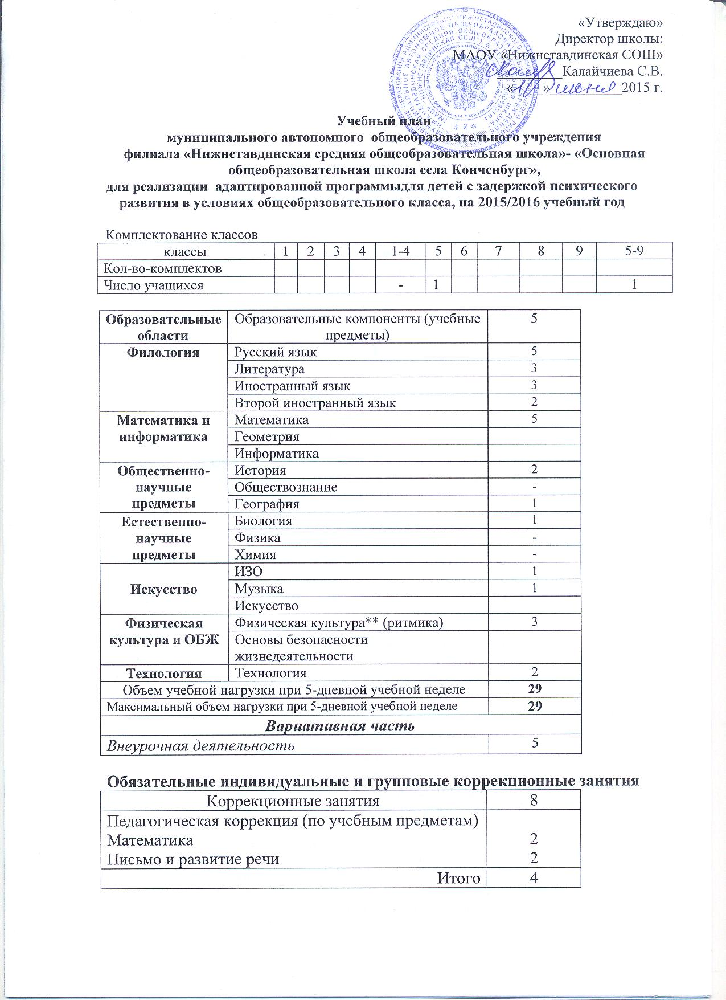 «Утверждаю»
Директор школы:
МАОУ «Нижнетавдинская СОШ»
Калайчиева С.В.
« » июня 2015 г.
Учебный план
муниципального автономного общеобразовательного учреждения
филиала «Нижнетавдинская средняя общеобразовательная школа»- «Основная
общеобразовательная школа села Конченбург»,
для реализации адаптированной программыдля детей с задержкой психического
развития в условиях общеобразовательного класса, на 2015/2016 учебный год
Комплектование классов
классы 1 2 3 4 1-4 5 6 7 8 9 5-9
Кол-во-комплектов
Число учащихся - 1 1
Образовательные Образовательные компоненты (учебные 5
области предметы)
Филология Русский язык 5
Литература 3
Иностранный язык 3
Второй иностранный язык 2
Математика и Математика 5
информатика Геометрия
Информатика
Общественно- История 2
научные Обществознание -
предметы География 1
Естественно- Биология 1
научные Физика -
предметы Химия -
ИЗО 1
Искусство Музыка 1
Искусство
Физическая Физическая культура** (ритмика) 3
культура и ОБЖ Основы безопасности
жизнедеятельности
Технология Технология 2
Объем учебной нагрузки при 5-дневной учебной неделе 29
Максимальный объем нагрузки при 5-дневной учебной неделе 29
Вариативная часть
Внеурочная деятельность 5
Обязательные индивидуальные и групповые коррекционные занятия
Коррекционные занятия 8
Педагогическая коррекция (по учебным предметам)
Математика 2
Письмо и развитие речи 2
Итого 4